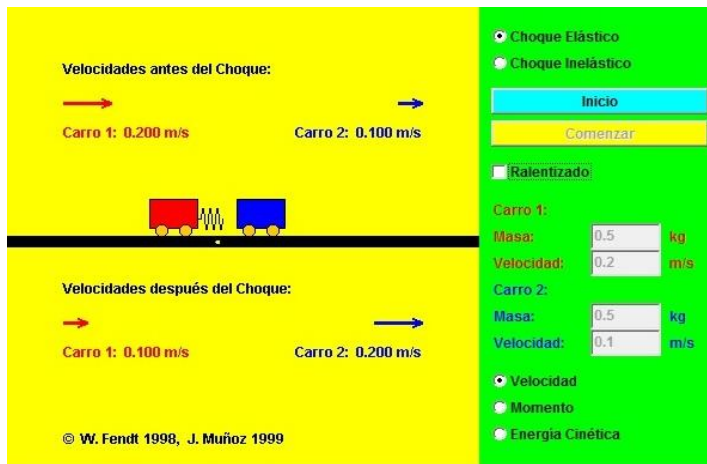 Velocidades antes del Choque:
Carro 1: 0.200 m/s
Carro 2: 0.100 m/s
Velocidades después del Choque:
Carro 1: 0.100 m/s
Carro 2: 0.200 m/s
© W. Fendt 1998, J. Muñoz 1999
Choque Elástico
Choque Inelástico
Inicio
Comenzar
Ralentizado
Carro 1:
Masa: 0.5 kg
Velocidad: 0.2 m/s
Carro 2:
Masa: 0.5 kg
Velocidad: 0.1 m/s
Velocidad
Momento
Energía Cinética